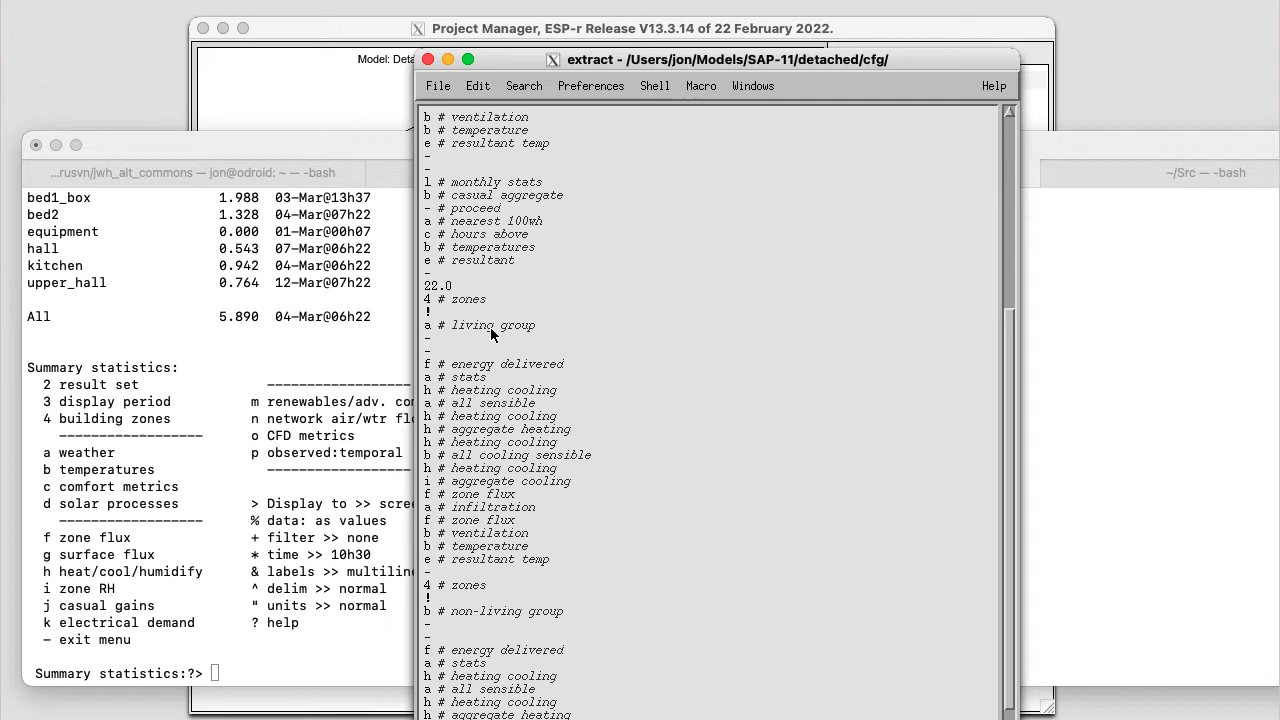 Project Manager, ESP-r Release V13.3.14 of 22 February 2022.
Model: Deta
extract - /Users/jon/Models/SAP-11/detached/cfg/
File Edit Search Preferences Shell Macro Windows Help
...rusvn/jwh_alt_commons — jon@odroid: ~ — -bash
~/Src — -bash
bed1_box 1.988 03-Mar@13h37
bed2 1.328 04-Mar@07h22
equipment 0.000 01-Mar@00h07
hall 0.543 07-Mar@06h22
kitchen 0.942 04-Mar@06h22
upper_hall 0.764 12-Mar@07h22
All 5.890 04-Mar@06h22
Summary statistics:
2 result set ------------------
3 display period m renewables/adv. co
4 building zones n network air/wtr fl
------------------ o CFD metrics
a weather p observed:temporal
b temperatures ------------------
c comfort metrics
d solar processes > Display to >> scre
------------------ % data: as values
f zone flux + filter >> none
g surface flux * time >> 10h30
h heat/cool/humidify & labels >> multiline
i zone RH ^ delim >> normal
j casual gains " units >> normal
k electrical demand ? help
— exit menu
Summary statistics:?>
b # ventilation
b # temperature
e # resultant temp
-
-
l # monthly stats
b # casual aggregate
- # proceed
a # nearest 100wh
c # hours above
b # temperatures
e # resultant
-
22.0
4 # zones
!
a # living group
-
-
f # energy delivered
a # stats
h # heating cooling
a # all sensible
h # heating cooling
h # aggregate heating
h # heating cooling
b # all cooling sensible
h # heating cooling
i # aggregate cooling
f # zone flux
a # infiltration
f # zone flux
b # ventilation
b # temperature
e # resultant temp
-
4 # zones
!
b # non-living group
-
-
f # energy delivered
a # stats
h # heating cooling
a # all sensible
h # heating cooling
h # aggregate heating